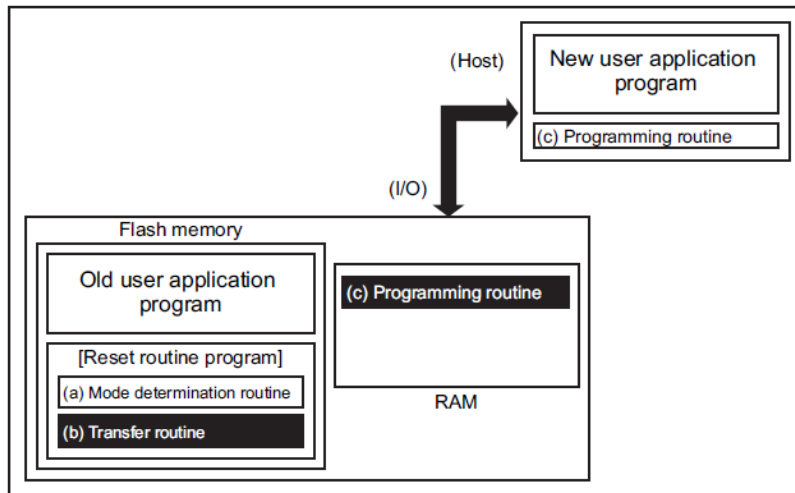 (Host)
New user application
program
(c) Programming routine
(I/O)
Flash memory
Old user application
program
[Reset routine program]
(a) Mode determination routine
(b) Transfer routine
(c) Programming routine
RAM